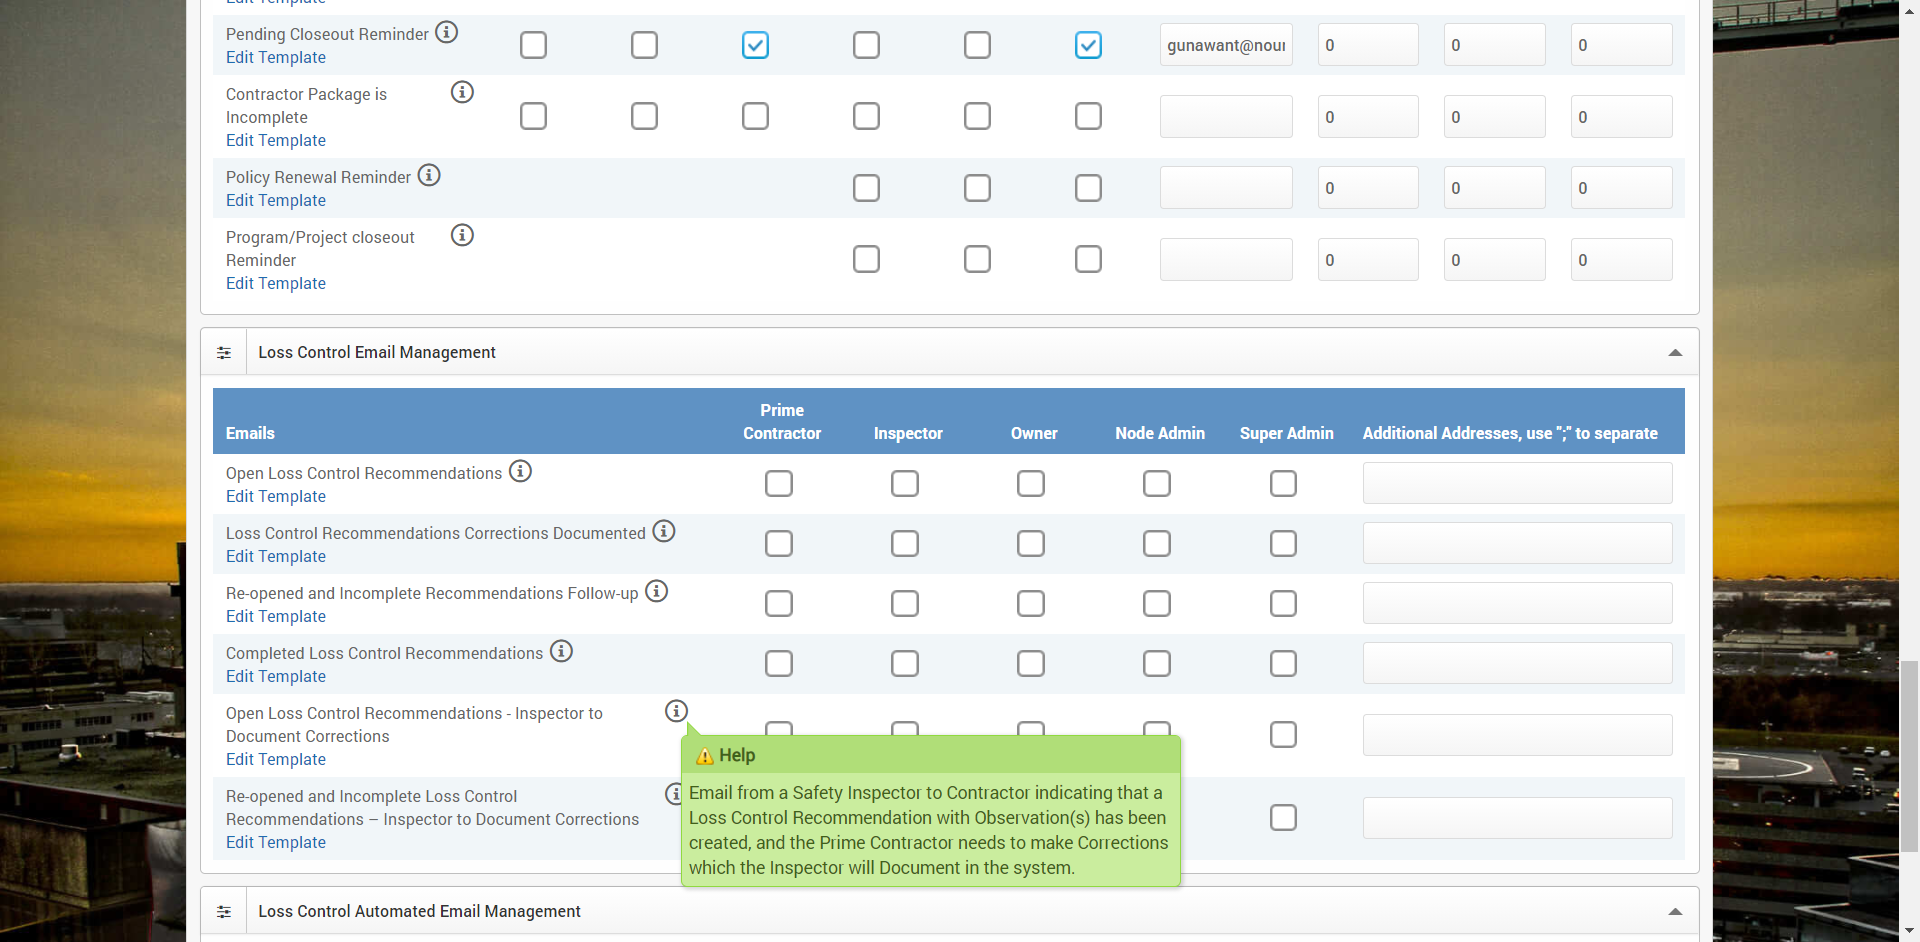 Edit Template
Pending Closeout Reminder
Edit Template
gunawant@nour
0
0
0
Contractor Package is
Incomplete
Edit Template
0
0
0
Policy Renewal Reminder
Edit Template
0
0
0
Program/Project closeout
Reminder
Edit Template
0
0
0
Loss Control Email Management
Emails
Prime
Contractor
Inspector
Owner
Node Admin
Super Admin
Additional Addresses, use ";" to separate
Open Loss Control Recommendations
Edit Template
Loss Control Recommendations Corrections Documented
Edit Template
Re-opened and Incomplete Recommendations Follow-up
Edit Template
Completed Loss Control Recommendations
Edit Template
Open Loss Control Recommendations - Inspector to
Document Corrections
Edit Template
Re-opened and Incomplete Loss Control
Recommendations – Inspector to Document Corrections
Edit Template
Help
Email from a Safety Inspector to Contractor indicating that a
Loss Control Recommendation with Observation(s) has been
created, and the Prime Contractor needs to make Corrections
which the Inspector will Document in the system.
Loss Control Automated Email Management